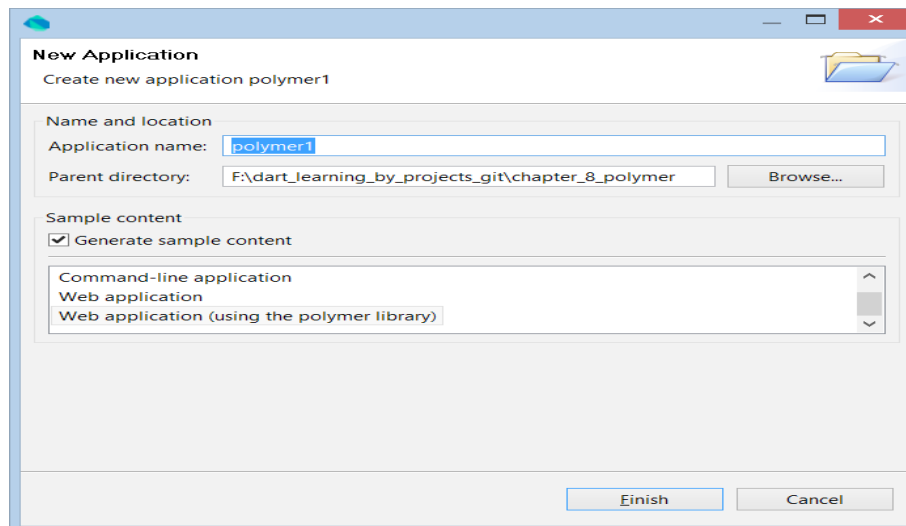 New Application
Create new application polymer1
Name and location
Application name: polymer1
Parent directory: F:\dart_learning_by_projects_git\chapter_8_polymer Browse...
Sample content
Generate sample content
Command-line application
Web application
Web application (using the polymer library)
Finish Cancel